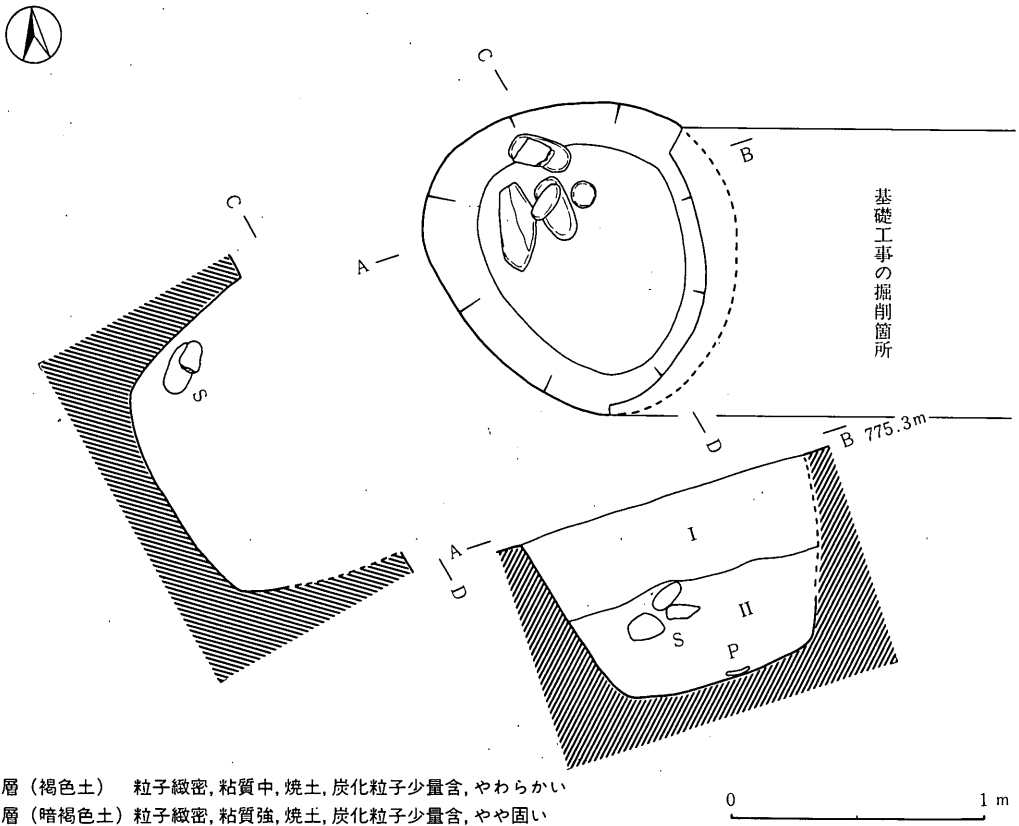 C
B
C
A
基礎工事の掘削箇所
S
D
B 775.3m
A
I
D
II
S
P
層（褐色土） 粒子緻密, 粘質中, 焼土, 炭化粒子少量含, やわらかい
層（暗褐色土） 粒子緻密, 粘質強, 焼土, 炭化粒子少量含, やや固い
0 1 m